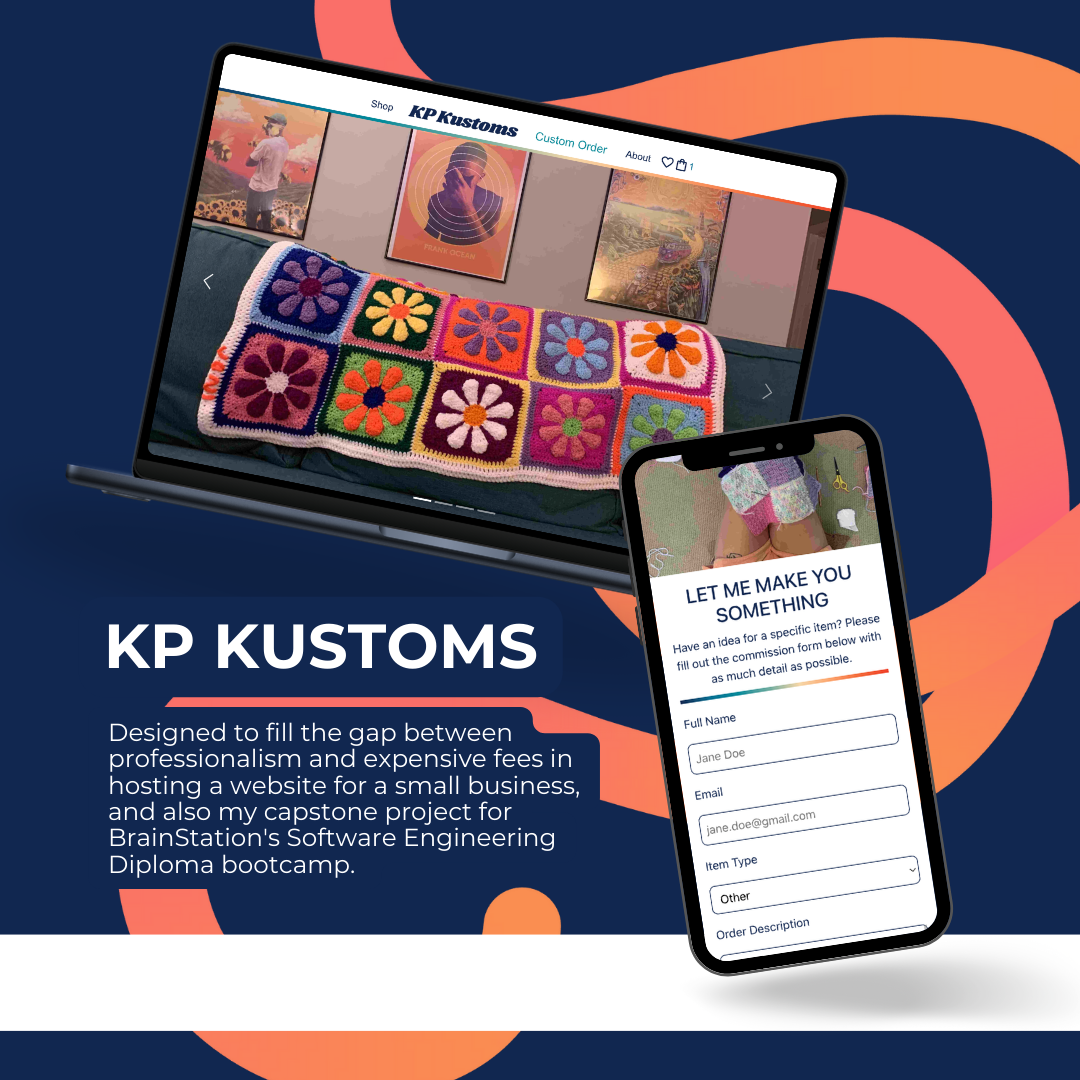 Shop
KP Kustoms
Custom Order
About
1
FRANK OCEAN
KP KUSTOMS
Designed to fill the gap between
professionalism and expensive fees in
hosting a website for a small business,
and also my capstone project for
BrainStation's Software Engineering
Diploma bootcamp.
LET ME MAKE YOU
SOMETHING
Have an idea for a specific item? Please
fill out the commission form below with
as much detail as possible.
Full Name
Jane Doe
Email
jane.doe@gmail.com
Item Type
Other
Order Description